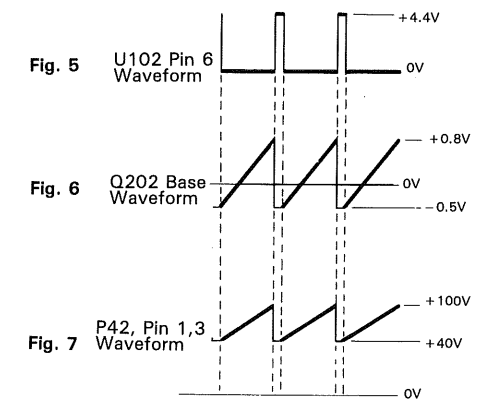 +4.4V
Fig. 5
U102 Pin 6
Waveform
0V
+0.8V
Fig. 6
Q202 Base
Waveform
0V
-0.5V
+100V
Fig. 7
P42, Pin 1,3
Waveform
+40V
0V